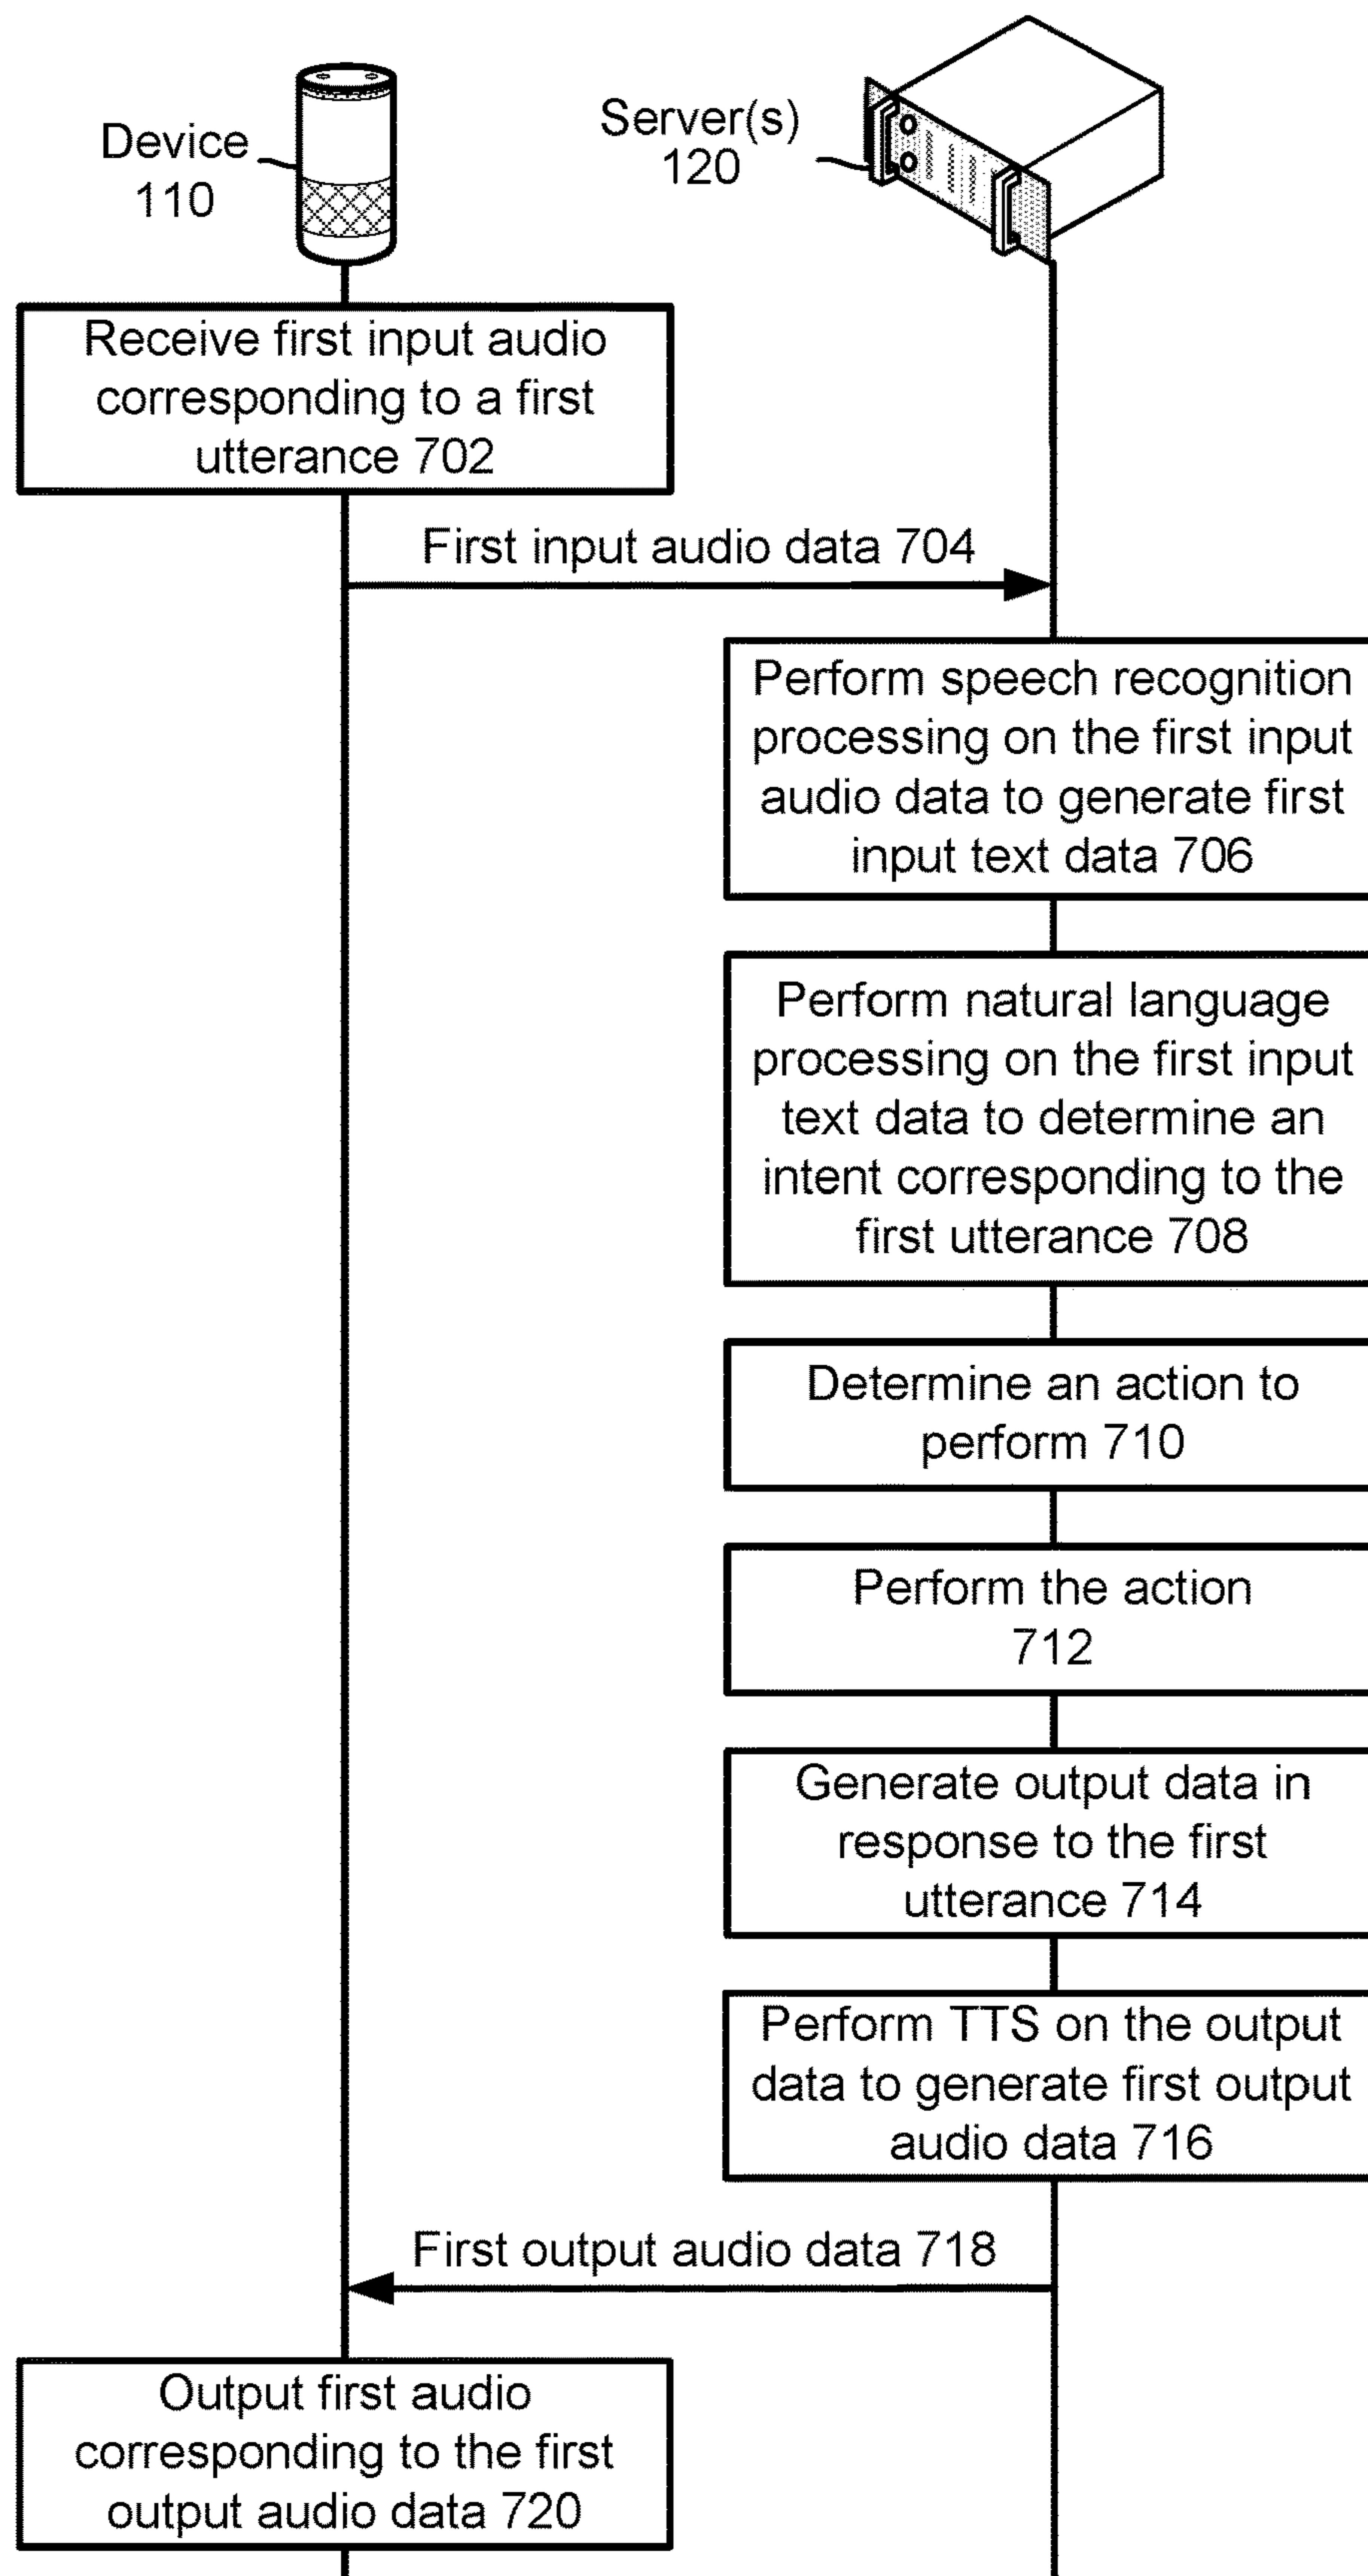 Device
110
Server(s)
120
Receive first input audio
corresponding to a first
utterance 702
First input audio data 704
Perform speech recognition
processing on the first input
audio data to generate first
input text data 706
Perform natural language
processing on the first input
text data to determine an
intent corresponding to the
first utterance 708
Determine an action to
perform 710
Perform the action
712
Generate output data in
response to the first
utterance 714
Perform TTS on the output
data to generate first output
audio data 716
First output audio data 718
Output first audio
corresponding to the first
output audio data 720